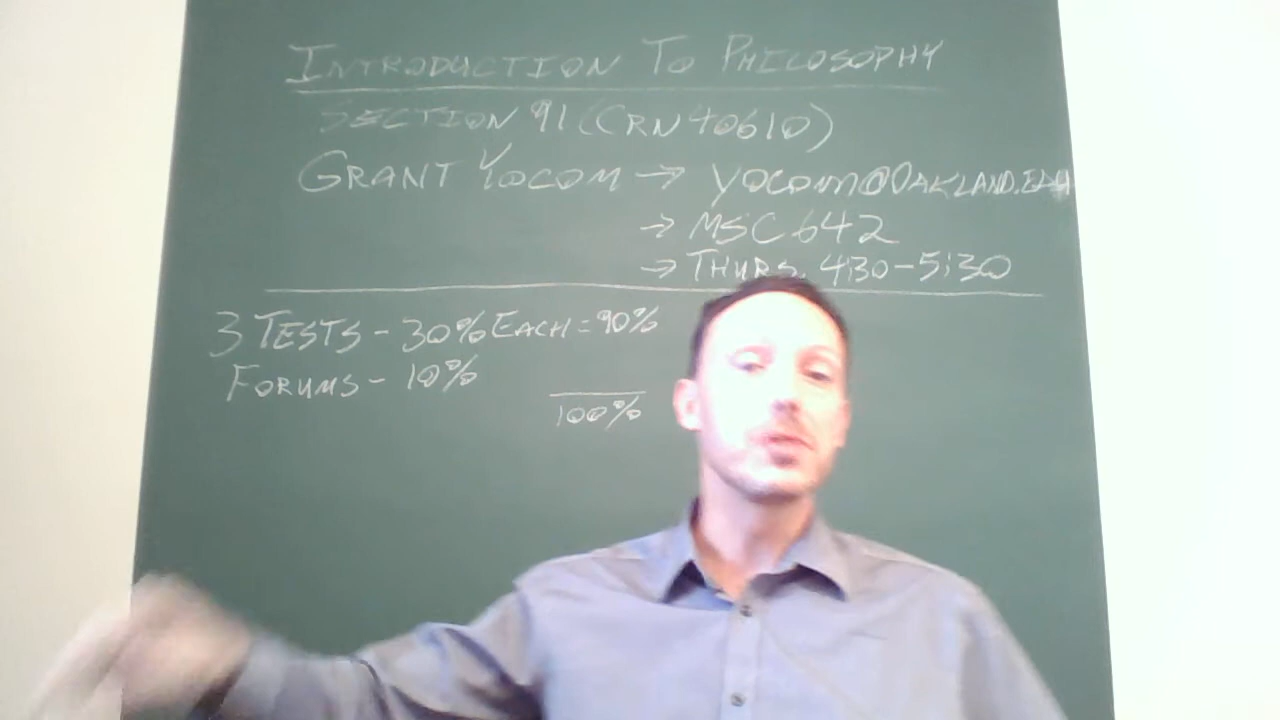 INTRODUCTION TO PHILOSOPHY
SECTION 91 (CRN 40610)
GRANT YOCOM → YOCOM@OAKLAND.EDU
→ MSC 642
→ THURS. 4:30-5:30
3 TESTS - 30% EACH = 90%
FORUMS - 10%
100%